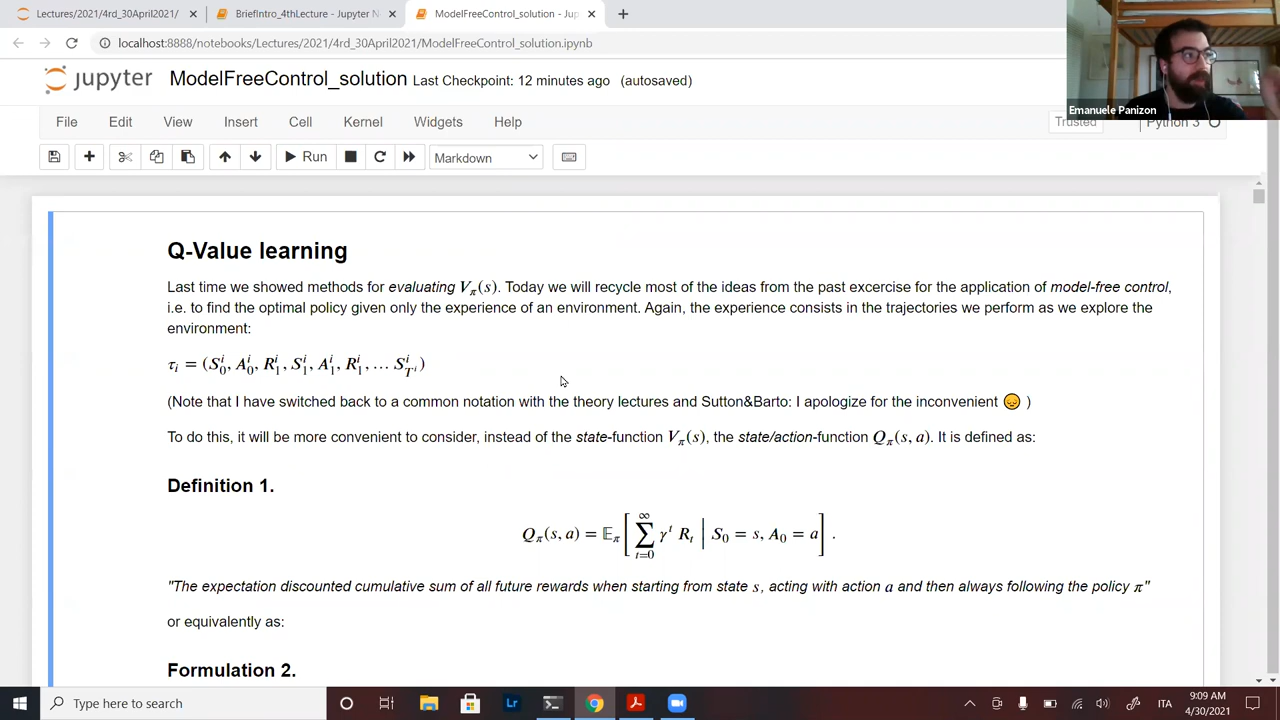 Lectures/2021/4rd_30April2021/
BriefIntro_4thLecture - Jupyter N
ModelFreeControl_solution - Jup
localhost:8888/notebooks/Lectures/2021/4rd_30April2021/ModelFreeControl_solution.ipynb
Emanuele Panizon
jupyter ModelFreeControl_solution Last Checkpoint: 12 minutes ago (autosaved)
File Edit View Insert Cell Kernel Widgets Help
Trusted Python 3
Run Markdown
Q-Value learning
Last time we showed methods for evaluating V_π(s). Today we will recycle most of the ideas from the past excercise for the application of model-free control,
i.e. to find the optimal policy given only the experience of an environment. Again, the experience consists in the trajectories we perform as we explore the
environment:
τ_i = (S_0^i, A_0^i, R_1^i, S_1^i, A_1^i, R_1^i, … S_{T^i}^i)
(Note that I have switched back to a common notation with the theory lectures and Sutton&Barto: I apologize for the inconvenient 😞 )
To do this, it will be more convenient to consider, instead of the state-function V_π(s), the state/action-function Q_π(s, a). It is defined as:
Definition 1.
Q_π(s, a) = 𝔼_π[ ∑_{t=0}^∞ γ^t R_t | S_0 = s, A_0 = a ] .
"The expectation discounted cumulative sum of all future rewards when starting from state s, acting with action a and then always following the policy π"
or equivalently as:
Formulation 2.
Type here to search
ITA
9:09 AM
4/30/2021